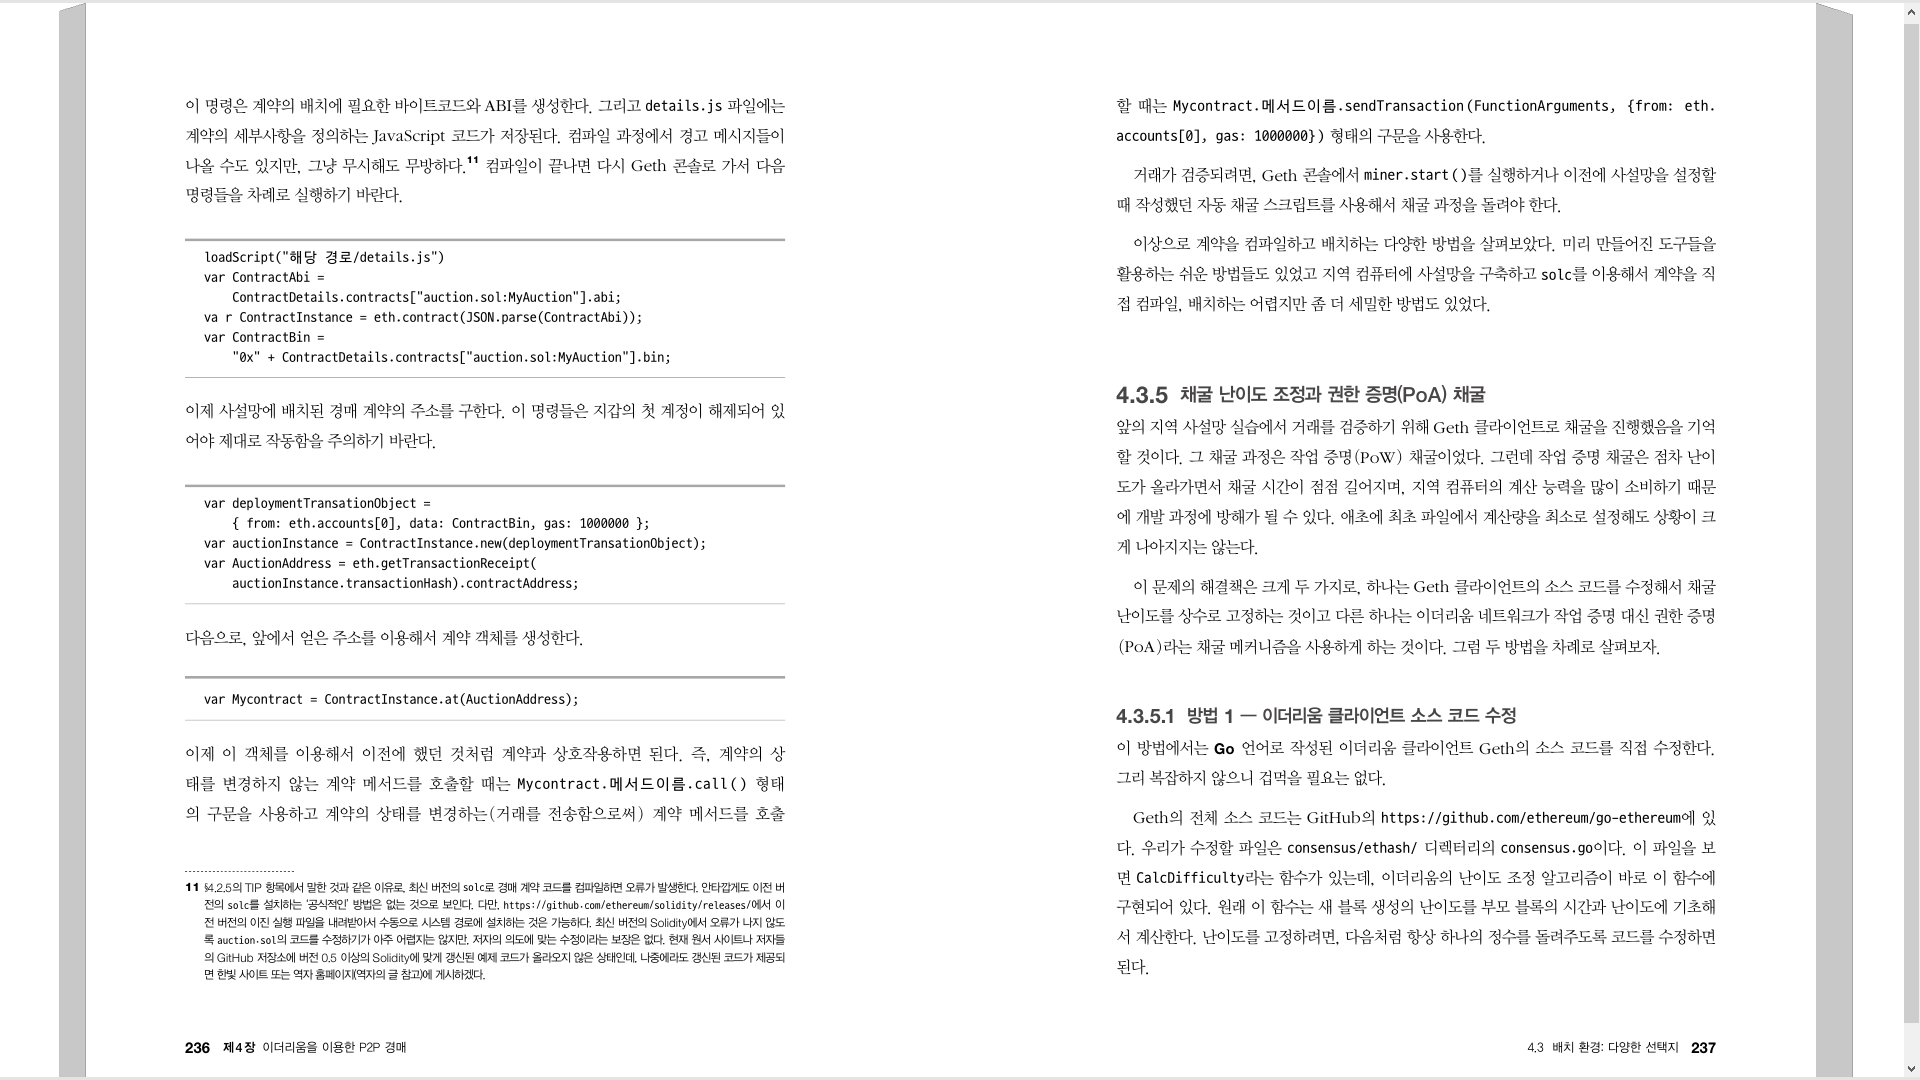 이 명령은 계약의 배치에 필요한 바이트코드와 ABI를 생성한다. 그리고 details.js 파일에는
계약의 세부사항을 정의하는 JavaScript 코드가 저장된다. 컴파일 과정에서 경고 메시지들이
나올 수도 있지만, 그냥 무시해도 무방하다.11 컴파일이 끝나면 다시 Geth 콘솔로 가서 다음
명령들을 차례로 실행하기 바란다.
loadScript("해당 경로/details.js")
var ContractAbi =
    ContractDetails.contracts["auction.sol:MyAuction"].abi;
va r ContractInstance = eth.contract(JSON.parse(ContractAbi));
var ContractBin =
    "0x" + ContractDetails.contracts["auction.sol:MyAuction"].bin;
이제 사설망에 배치된 경매 계약의 주소를 구한다. 이 명령들은 지갑의 첫 계정이 해제되어 있
어야 제대로 작동함을 주의하기 바란다.
var deploymentTransationObject =
    { from: eth.accounts[0], data: ContractBin, gas: 1000000 };
var auctionInstance = ContractInstance.new(deploymentTransationObject);
var AuctionAddress = eth.getTransactionReceipt(
    auctionInstance.transactionHash).contractAddress;
다음으로, 앞에서 얻은 주소를 이용해서 계약 객체를 생성한다.
var Mycontract = ContractInstance.at(AuctionAddress);
이제 이 객체를 이용해서 이전에 했던 것처럼 계약과 상호작용하면 된다. 즉, 계약의 상
태를 변경하지 않는 계약 메서드를 호출할 때는 Mycontract.메서드이름.call() 형태
의 구문을 사용하고 계약의 상태를 변경하는(거래를 전송함으로써) 계약 메서드를 호출
11 §4.2.5의 TIP 항목에서 말한 것과 같은 이유로, 최신 버전의 solc로 경매 계약 코드를 컴파일하면 오류가 발생한다. 안타깝게도 이전 버
전의 solc를 설치하는 '공식적인' 방법은 없는 것으로 보인다. 다만, https://github.com/ethereum/solidity/releases/에서 이
전 버전의 이진 실행 파일을 내려받아서 수동으로 시스템 경로에 설치하는 것은 가능하다. 최신 버전의 Solidity에서 오류가 나지 않도
록 auction.sol의 코드를 수정하기가 아주 어렵지는 않지만, 저자의 의도에 맞는 수정이라는 보장은 없다. 현재 원서 사이트나 저자들
의 GitHub 저장소에 버전 0.5 이상의 Solidity에 맞게 갱신된 예제 코드가 올라오지 않은 상태인데, 나중에라도 갱신된 코드가 제공되
면 한빛 사이트 또는 역자 홈페이지(역자의 글 참고)에 게시하겠다.
236 제4장 이더리움을 이용한 P2P 경매
할 때는 Mycontract.메서드이름.sendTransaction(FunctionArguments, {from: eth.
accounts[0], gas: 1000000}) 형태의 구문을 사용한다.
거래가 검증되려면, Geth 콘솔에서 miner.start()를 실행하거나 이전에 사설망을 설정할
때 작성했던 자동 채굴 스크립트를 사용해서 채굴 과정을 돌려야 한다.
이상으로 계약을 컴파일하고 배치하는 다양한 방법을 살펴보았다. 미리 만들어진 도구들을
활용하는 쉬운 방법들도 있었고 지역 컴퓨터에 사설망을 구축하고 solc를 이용해서 계약을 직
접 컴파일, 배치하는 어렵지만 좀 더 세밀한 방법도 있었다.
4.3.5 채굴 난이도 조정과 권한 증명(PoA) 채굴
앞의 지역 사설망 실습에서 거래를 검증하기 위해 Geth 클라이언트로 채굴을 진행했음을 기억
할 것이다. 그 채굴 과정은 작업 증명(PoW) 채굴이었다. 그런데 작업 증명 채굴은 점차 난이
도가 올라가면서 채굴 시간이 점점 길어지며, 지역 컴퓨터의 계산 능력을 많이 소비하기 때문
에 개발 과정에 방해가 될 수 있다. 애초에 최초 파일에서 계산량을 최소로 설정해도 상황이 크
게 나아지지는 않는다.
이 문제의 해결책은 크게 두 가지로, 하나는 Geth 클라이언트의 소스 코드를 수정해서 채굴
난이도를 상수로 고정하는 것이고 다른 하나는 이더리움 네트워크가 작업 증명 대신 권한 증명
(PoA)라는 채굴 메커니즘을 사용하게 하는 것이다. 그럼 두 방법을 차례로 살펴보자.
4.3.5.1 방법 1 — 이더리움 클라이언트 소스 코드 수정
이 방법에서는 Go 언어로 작성된 이더리움 클라이언트 Geth의 소스 코드를 직접 수정한다.
그리 복잡하지 않으니 겁먹을 필요는 없다.
Geth의 전체 소스 코드는 GitHub의 https://github.com/ethereum/go-ethereum에 있
다. 우리가 수정할 파일은 consensus/ethash/ 디렉터리의 consensus.go이다. 이 파일을 보
면 CalcDifficulty라는 함수가 있는데, 이더리움의 난이도 조정 알고리즘이 바로 이 함수에
구현되어 있다. 원래 이 함수는 새 블록 생성의 난이도를 부모 블록의 시간과 난이도에 기초해
서 계산한다. 난이도를 고정하려면, 다음처럼 항상 하나의 정수를 돌려주도록 코드를 수정하면
된다.
4.3 배치 환경: 다양한 선택지 237